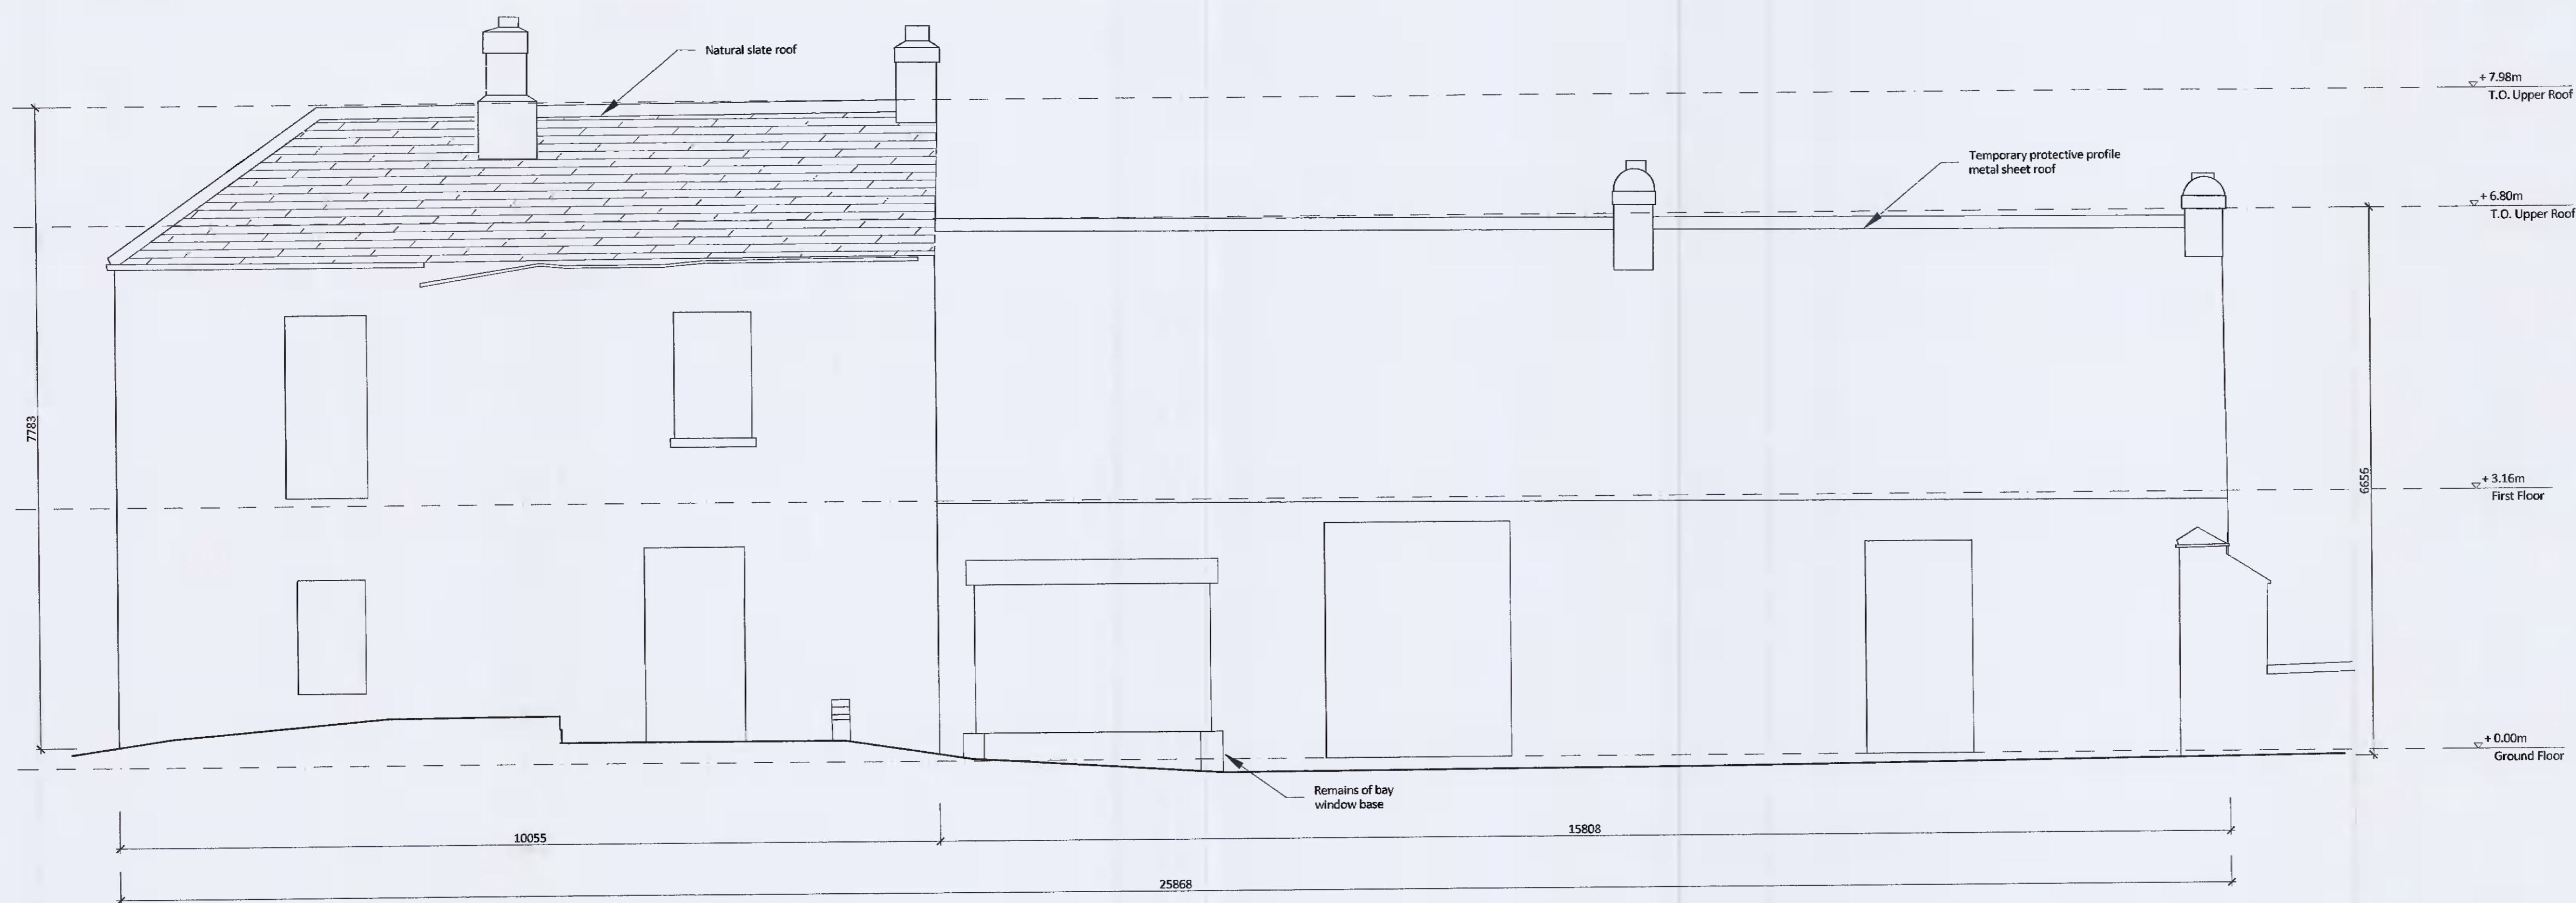 Natural slate roof
+ 7.98m
T.O. Upper Roof
Temporary protective profile
metal sheet roof
+ 6.80m
T.O. Upper Roof
7783
6656
+ 3.16m
First Floor
+ 0.00m
Ground Floor
Remains of bay
window base
10055
15808
25868